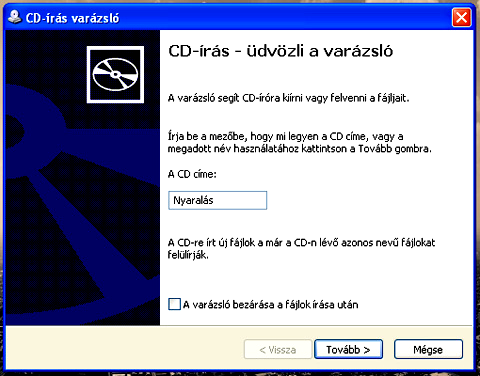 CD-írás varázsló
CD-írás - üdvözli a varázsló
A varázsló segít CD-íróra kiírni vagy felvenni a fájljait.
Írja be a mezőbe, hogy mi legyen a CD címe, vagy a
megadott név használatához kattintson a Tovább gombra.
A CD címe:
Nyaralás
A CD-re írt új fájlok a már a CD-n lévő azonos nevű fájlokat
felülírják.
A varázsló bezárása a fájlok írása után
< Vissza
Tovább >
Mégse